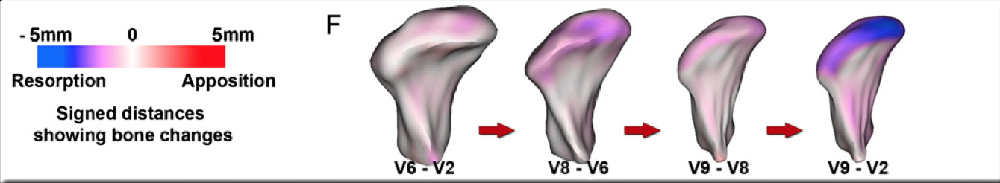 F
- 5mm 0 5mm
Resorption Apposition
Signed distances
showing bone changes
V6 - V2 V8 - V6 V9 - V8 V9 - V2